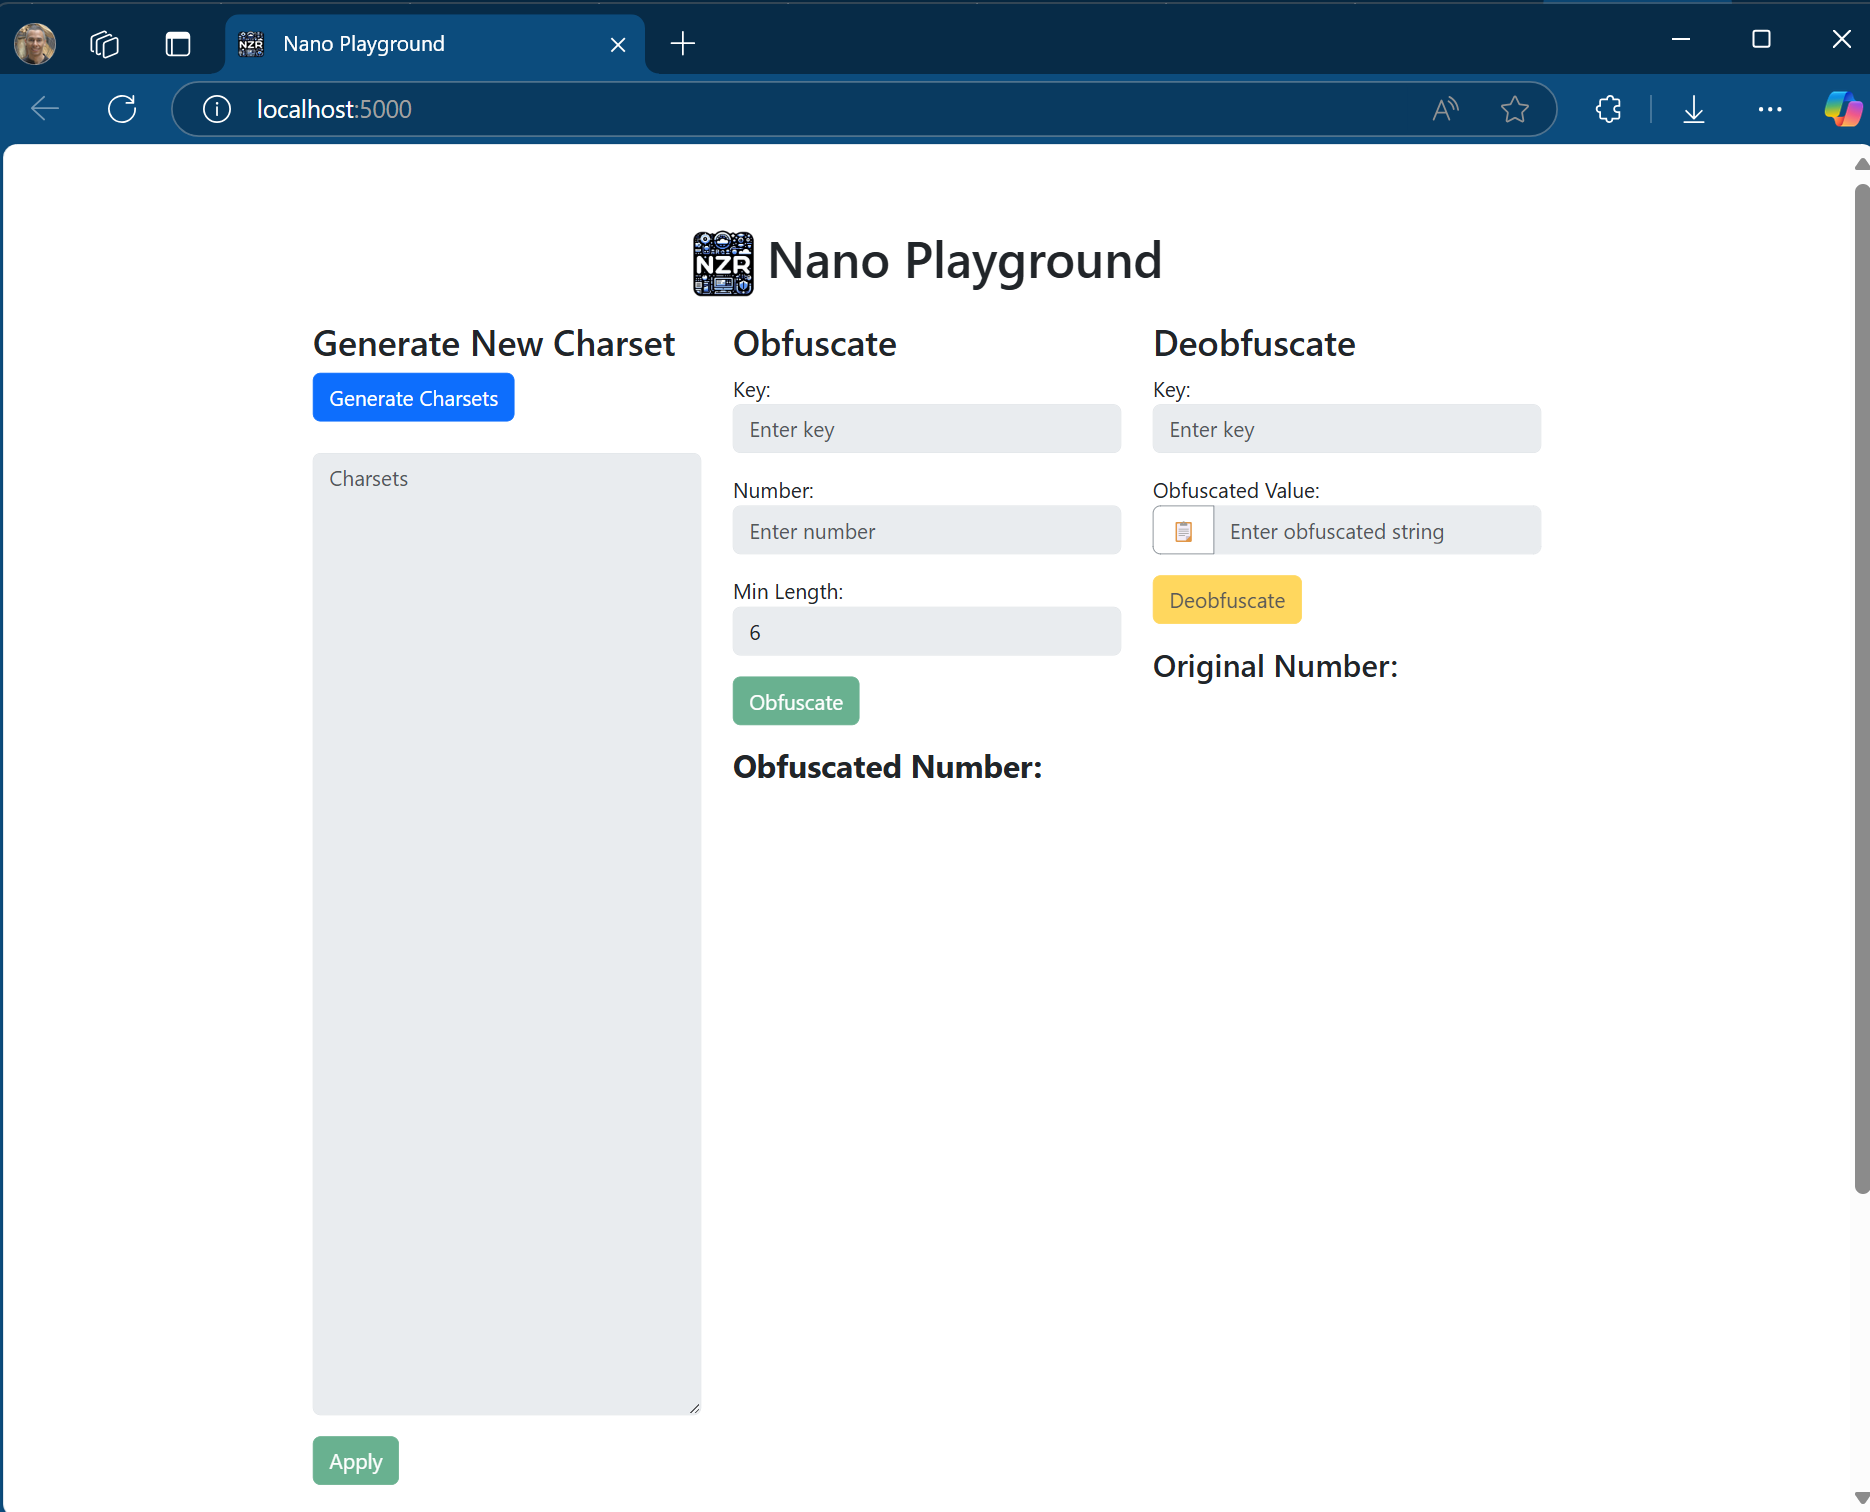 NZR Nano Playground
localhost:5000
NZR Nano Playground
Generate New Charset
Generate Charsets
Charsets
Apply
Obfuscate
Key:
Enter key
Number:
Enter number
Min Length:
6
Obfuscate
Obfuscated Number:
Deobfuscate
Key:
Enter key
Obfuscated Value:
Enter obfuscated string
Deobfuscate
Original Number: